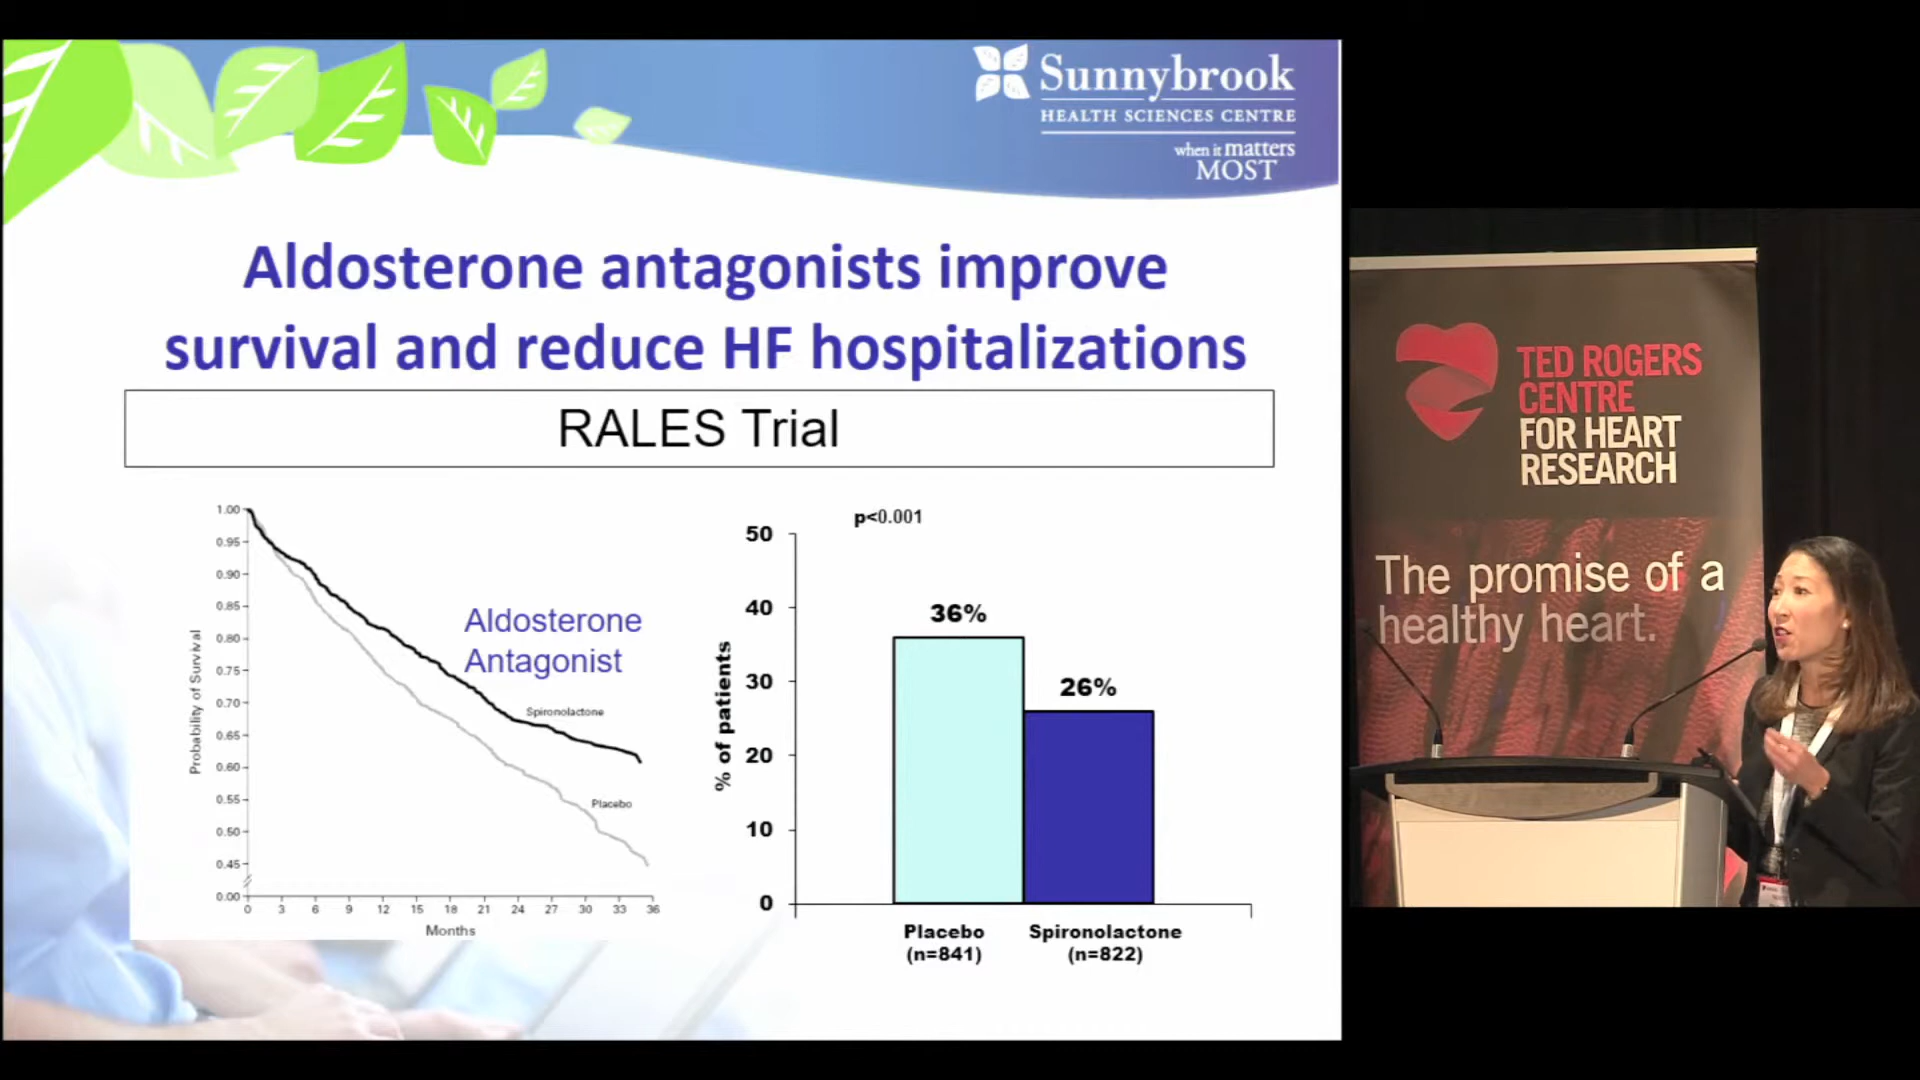 Sunnybrook
HEALTH SCIENCES CENTRE
when it matters
MOST
Aldosterone antagonists improve
survival and reduce HF hospitalizations
RALES Trial
1.00
0.95
0.90
0.85
0.80
0.75
0.70
0.65
0.60
0.55
0.50
0.45
0.00
Probability of Survival
Aldosterone
Antagonist
Spironolactone
Placebo
0 3 6 9 12 15 18 21 24 27 30 33 36
Months
p<0.001
50
40
30
20
10
0
% of patients
36%
26%
Placebo
(n=841)
Spironolactone
(n=822)
TED ROGERS
CENTRE
FOR HEART
RESEARCH
The promise of a
healthy heart.